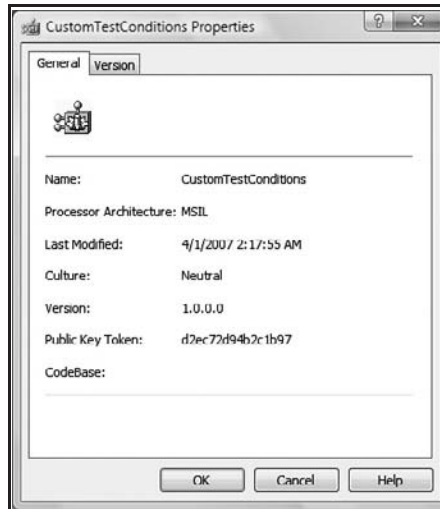 CustomTestConditions Properties
General Version
Name: CustomTestConditions
Processor Architecture: MSIL
Last Modified: 4/1/2007 2:17:55 AM
Culture: Neutral
Version: 1.0.0.0
Public Key Token: d2ec72d94b2c1b97
CodeBase:
OK Cancel Help